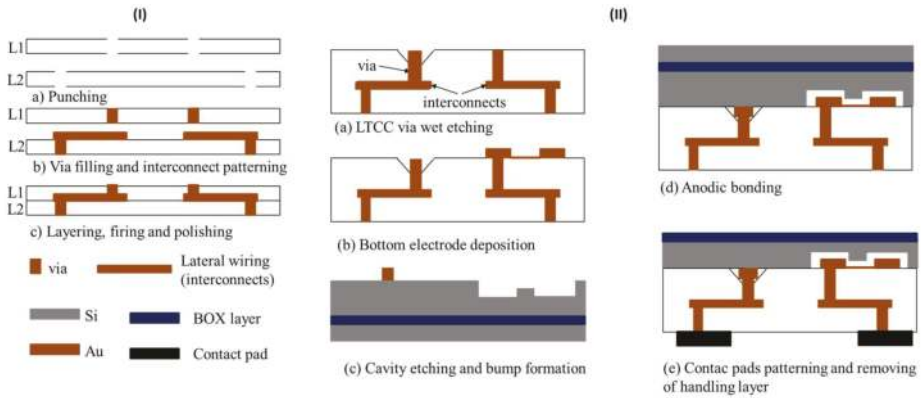 (I)
L1
L2
a) Punching
L1
L2
b) Via filling and interconnect patterning
L1
L2
c) Layering, firing and polishing
via
Lateral wiring
(interconnects)
Si
BOX layer
Au
Contact pad
(II)
via
interconnects
(a) LTCC via wet etching
(b) Bottom electrode deposition
(c) Cavity etching and bump formation
(d) Anodic bonding
(e) Contac pads patterning and removing
of handling layer